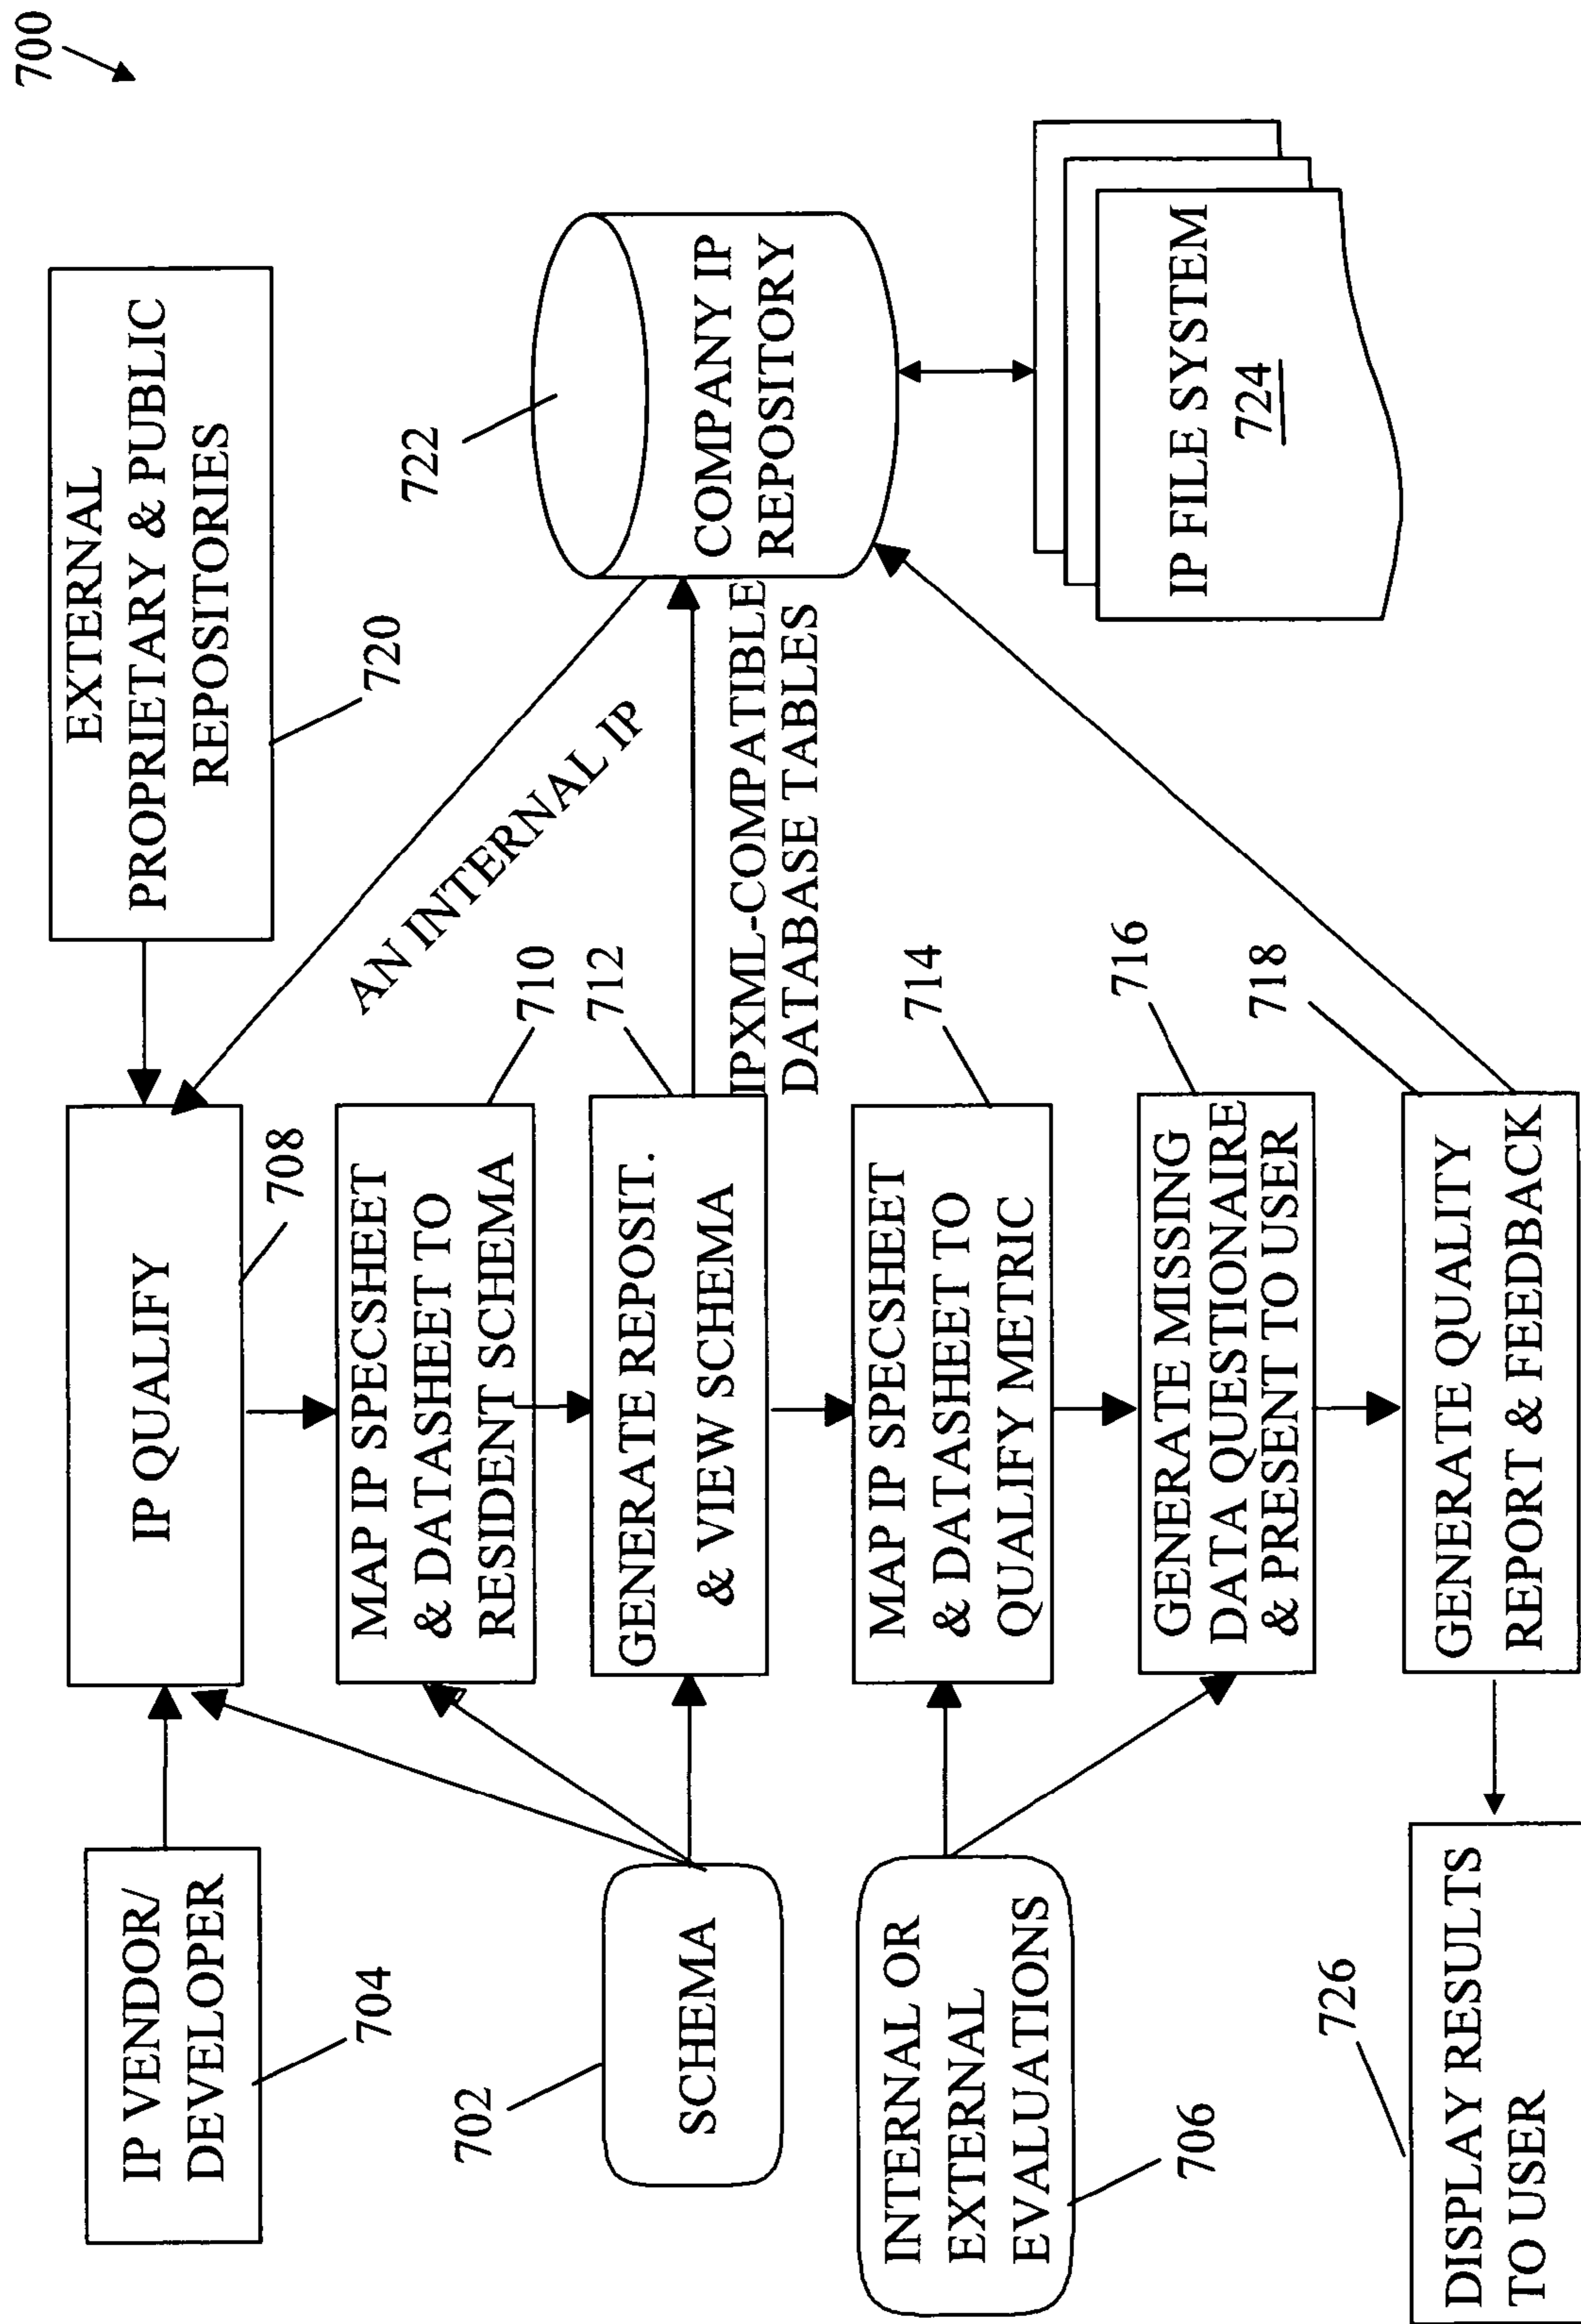 700
EXTERNAL
PROPRIETARY & PUBLIC
REPOSITORIES
720
IP VENDOR/
DEVELOPER
704
IP QUALIFY
708
AN INTERNAL IP
722
COMPANY IP
REPOSITORY
MAP IP SPECSHEET
& DATASHEET TO
RESIDENT SCHEMA
710
702
SCHEMA
GENERATE REPOSIT.
& VIEW SCHEMA
712
IPXML-COMPATIBLE
DATABASE TABLES
INTERNAL OR
EXTERNAL
EVALUATIONS
706
MAP IP SPECSHEET
& DATASHEET TO
QUALIFY METRIC
714
GENERATE MISSING
DATA QUESTIONAIRE
& PRESENT TO USER
716
IP FILE SYSTEM
724
726
DISPLAY RESULTS
TO USER
GENERATE QUALITY
REPORT & FEEDBACK
718